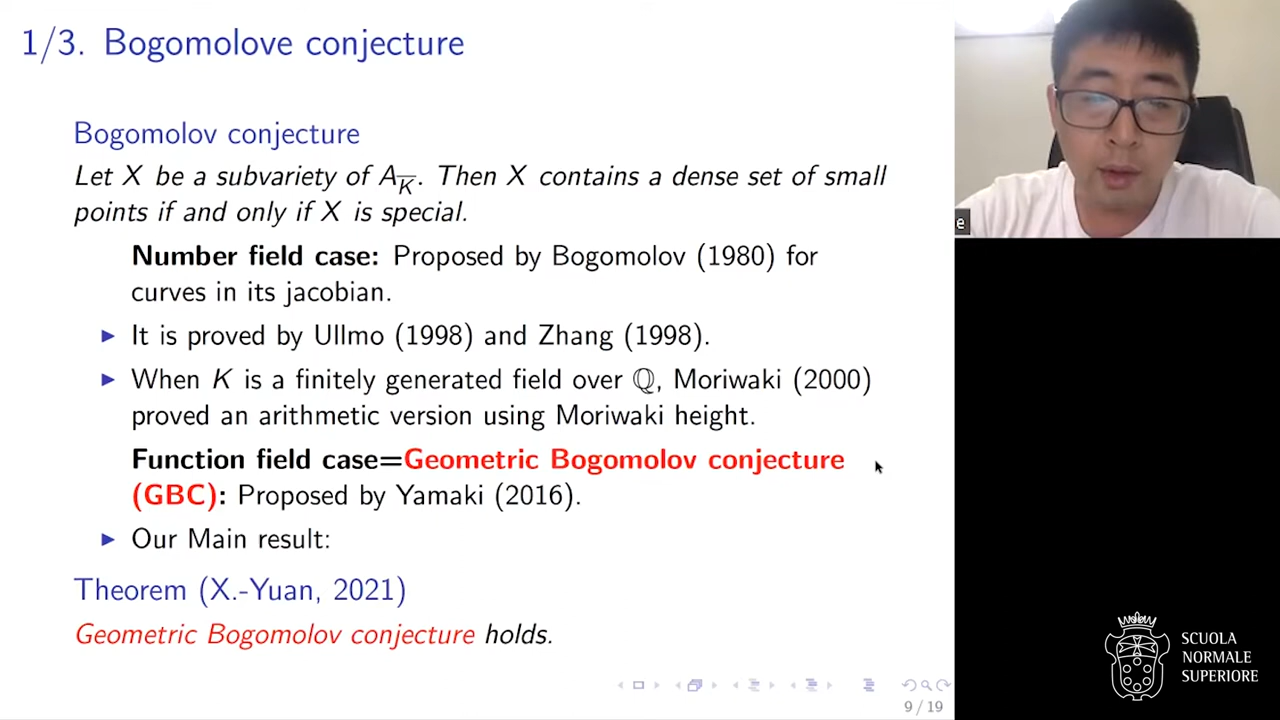 1/3. Bogomolove conjecture
Bogomolov conjecture
Let X be a subvariety of A_K̅. Then X contains a dense set of small
points if and only if X is special.
Number field case: Proposed by Bogomolov (1980) for
curves in its jacobian.
It is proved by Ullmo (1998) and Zhang (1998).
When K is a finitely generated field over ℚ, Moriwaki (2000)
proved an arithmetic version using Moriwaki height.
Function field case=Geometric Bogomolov conjecture
(GBC): Proposed by Yamaki (2016).
Our Main result:
Theorem (X.-Yuan, 2021)
Geometric Bogomolov conjecture holds.
9 / 19
e
SCUOLA
NORMALE
SUPERIORE